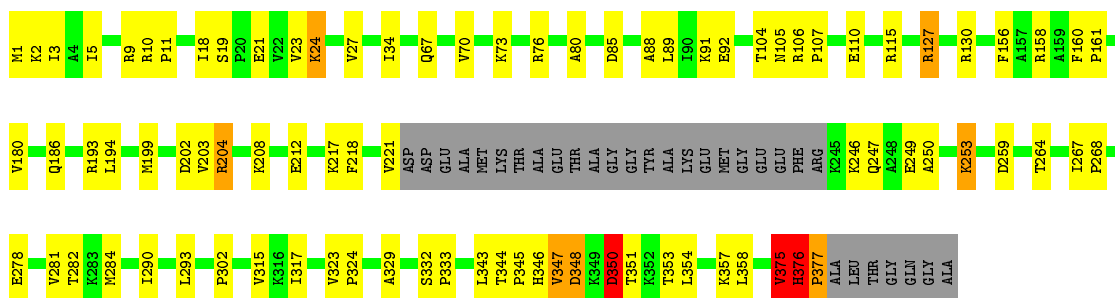 M1 K2 I3 A4 I5 R9 R10 P11 I18 S19 P20 E21 V22 V23 K24 V27 I34 Q67 V70 K73 R76 A80 D85 A88 L89 I90 K91 E92 T104 N105 R106 P107 E110 R115 R127 R130 F156 A157 R158 A159 F160 P161
V180 Q186 R193 L194 M199 D202 V203 R204 K208 E212 K217 F218 V221 ASP ASP GLU ALA MET LYS THR ALA GLU THR ALA GLY GLY TYR ALA LYS GLU MET GLY GLU GLU PHE ARG K245 K246 Q247 A248 E249 A250 K253 D259 T264 I267 P268
E278 V281 T282 K283 M284 I290 L293 P302 V315 K316 I317 V323 P324 A329 S332 P333 L343 T344 P345 H346 V347 D348 K349 D350 T351 K352 T353 L354 K357 L358 V375 H376 P377 ALA LEU THR GLY GLN GLY ALA